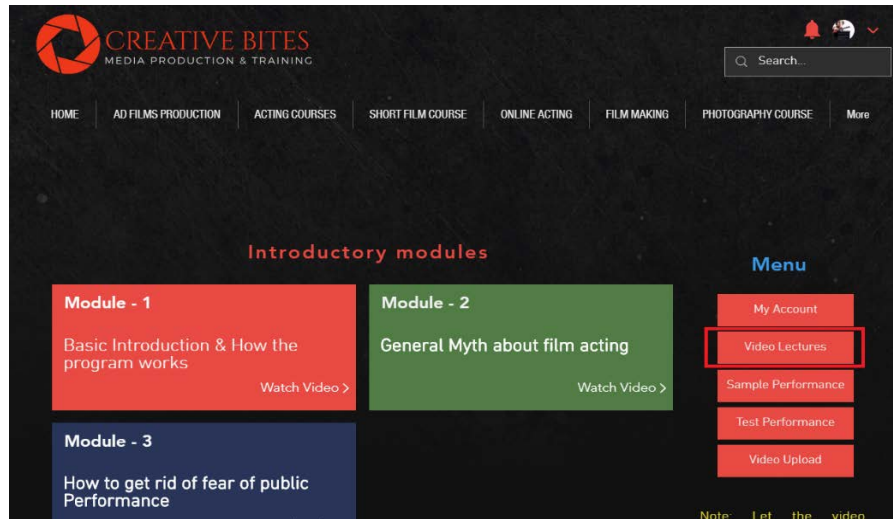 CREATIVE BITES
MEDIA PRODUCTION & TRAINING
Search...
HOME AD FILMS PRODUCTION ACTING COURSES SHORT FILM COURSE ONLINE ACTING FILM MAKING PHOTOGRAPHY COURSE More
Introductory modules
Menu
Module - 1
Basic Introduction & How the
program works
Watch Video >
Module - 2
General Myth about film acting
Watch Video >
Module - 3
How to get rid of fear of public
Performance
My Account
Video Lectures
Sample Performance
Test Performance
Video Upload
Note: Let the video